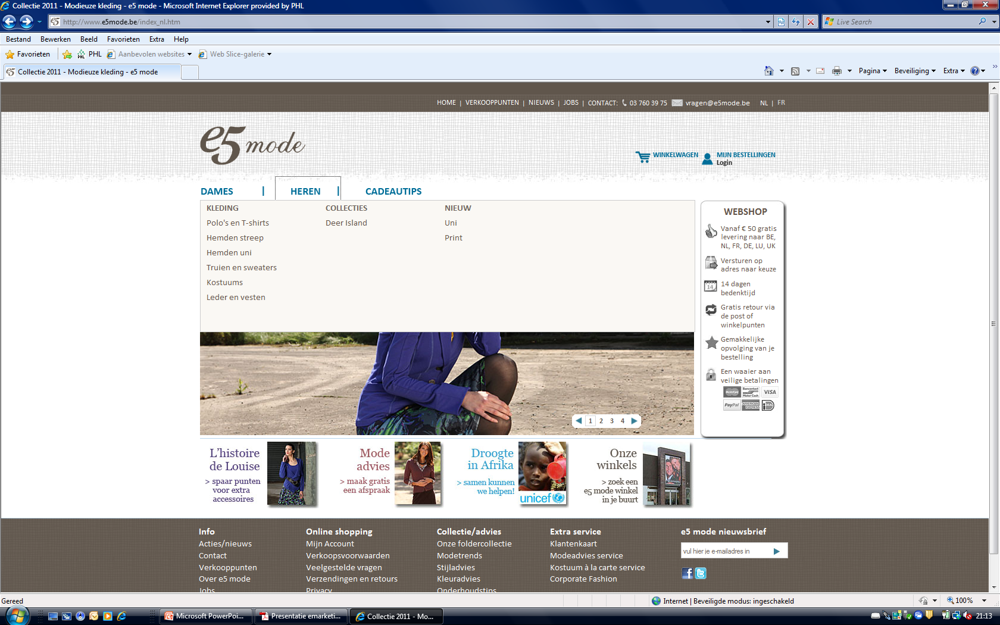 Collectie 2011 - Modieuze kleding - e5 mode - Microsoft Internet Explorer provided by PHL
http://www.e5mode.be/index_nl.htm
Live Search
Bestand Bewerken Beeld Favorieten Extra Help
Favorieten PHL Aanbevolen websites Web Slice-galerie
Collectie 2011 - Modieuze kleding - e5 mode
Pagina Beveiliging Extra
HOME | VERKOOPPUNTEN | NIEUWS | JOBS | CONTACT: 03 760 39 75 vragen@e5mode.be NL | FR
e5 mode
WINKELWAGEN MIJN BESTELLINGEN
Login
DAMES | HEREN | CADEAUTIPS
KLEDING
Polo's en T-shirts
Hemden streep
Hemden uni
Truien en sweaters
Kostuums
Leder en vesten
COLLECTIES
Deer Island
NIEUW
Uni
Print
WEBSHOP
Vanaf € 50 gratis
levering naar BE,
NL, FR, DE, LU, UK
Versturen op
adres naar keuze
14
14 dagen
bedenktijd
Gratis retour via
de post of
winkelpunten
Gemakkelijke
opvolging van je
bestelling
Een waaier aan
veilige betalingen
MasterCard Bancontact Mister Cash VISA
PayPal AMERICAN EXPRESS iDEAL
1 2 3 4
L'histoire
de Louise
> spaar punten
voor extra
accessoires
Mode
advies
> maak gratis
een afspraak
Droogte
in Afrika
> samen kunnen
we helpen!
unicef
Onze
winkels
> zoek een
e5 mode winkel
in je buurt
Info
Acties/nieuws
Contact
Verkooppunten
Over e5 mode
Jobs
Online shopping
Mijn Account
Verkoopsvoorwaarden
Veelgestelde vragen
Verzendingen en retours
Privacy
Collectie/advies
Onze foldercollectie
Modetrends
Stijladvies
Kleuradvies
Onderhoudstips
Extra service
Klantenkaart
Modeadvies service
Kostuum à la carte service
Corporate Fashion
e5 mode nieuwsbrief
vul hier je e-mailadres in
Gereed
Internet | Beveiligde modus: ingeschakeld
100%
Microsoft PowerPoi... Presentatie emarketi... Collectie 2011 - Mo...
21:13